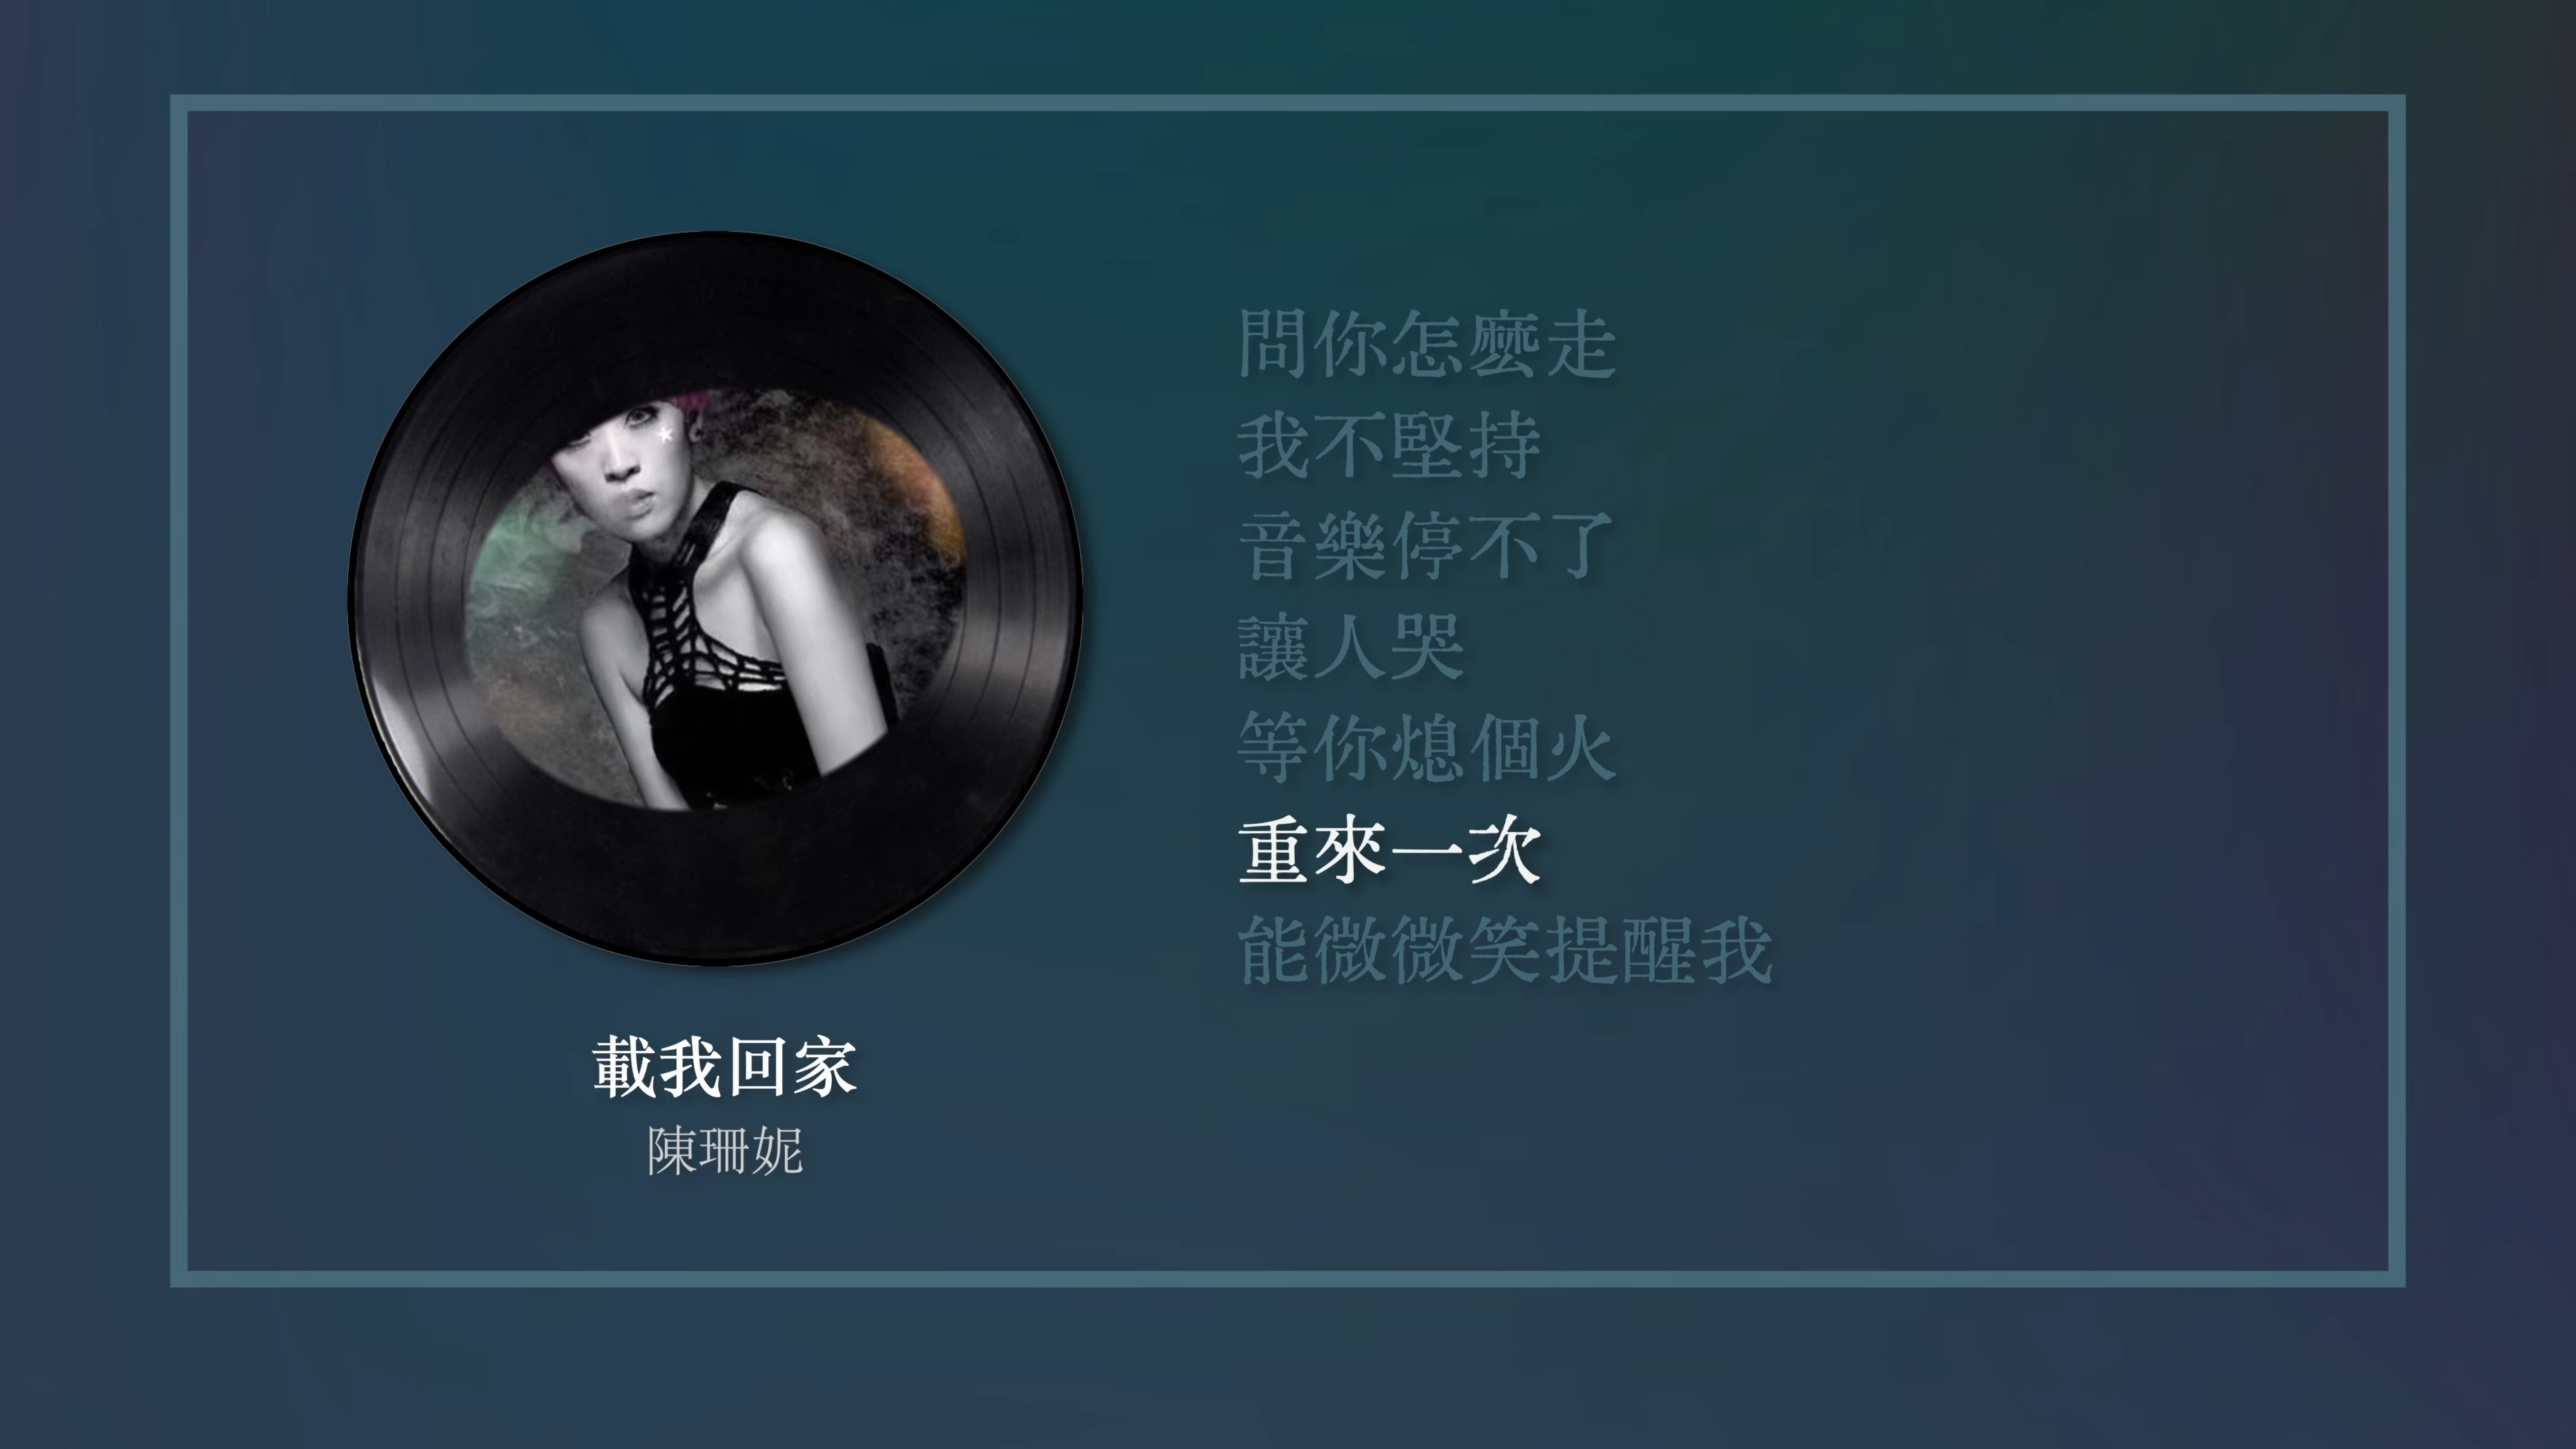 問你怎麼走
我不堅持
音樂停不了
讓人哭
等你熄個火
重來一次
能微微笑提醒我
載我回家
陳珊妮